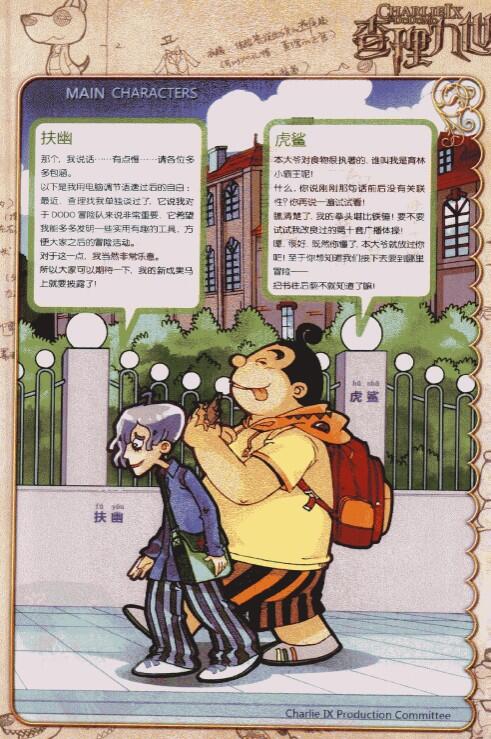 CHARLIE IX
& DODOMO
查理九世
MAIN CHARACTERS
扶幽
那个，我说话……有点慢……请各位多
多包涵。
以下是我用电脑调节语速过后的自白：
最近，查理找我单独谈过了，它说我对
于DODO冒险队来说非常重要，它希望
我能多多发明一些实用有趣的工具，方
便大家之后的冒险活动。
对于这一点，我当然非常乐意。
所以大家可以期待一下，我的新成果马
上就要披露了！
虎鲨
本大爷对食物很执着的，谁叫我是育林
小霸王呢！
什么，你说刚刚那句话前后没有关联
性？你再说一遍试试看！
瞧清楚了，我的拳头堪比铁锤！要不要
试试我改良过的第十套广播体操！
嗯，很好，既然你懂了，本大爷就放过你
吧！至于你想知道我们接下去要到哪里
冒险——
把书往后翻不就知道了嘛！
hǔ shā
虎鲨
fú yōu
扶幽
Charlie IX Production Committee